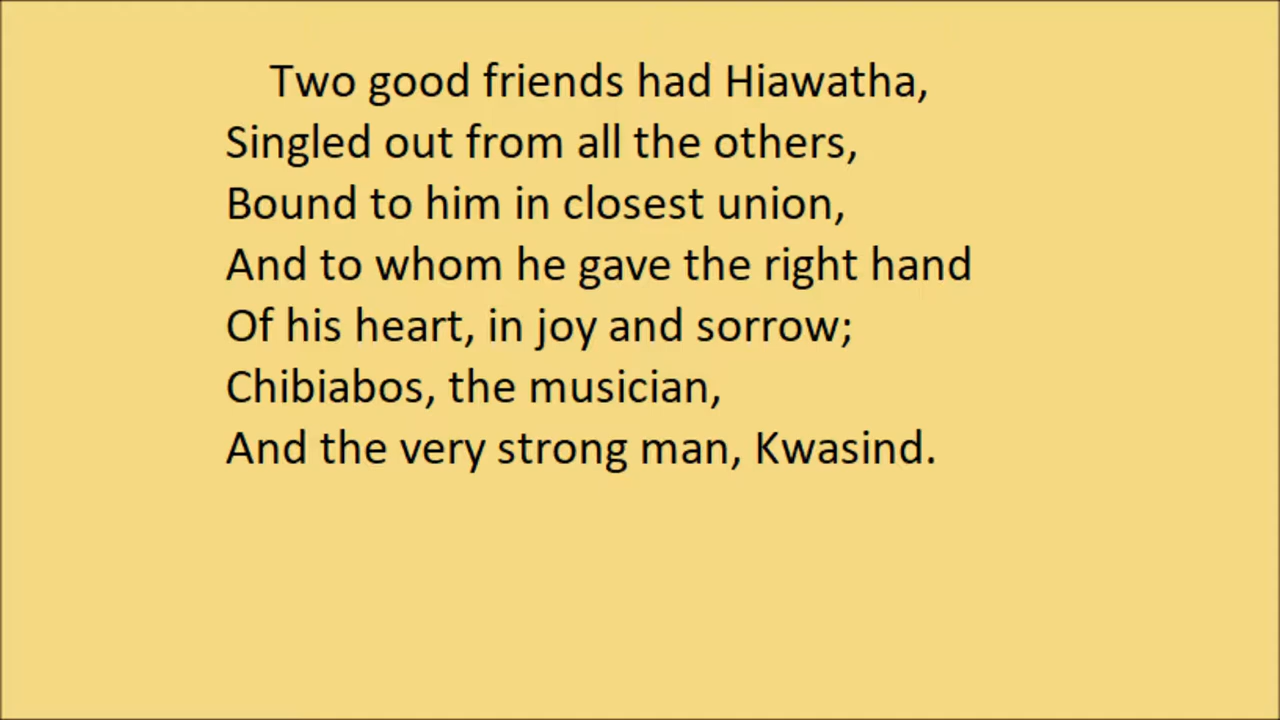 Two good friends had Hiawatha,
Singled out from all the others,
Bound to him in closest union,
And to whom he gave the right hand
Of his heart, in joy and sorrow;
Chibiabos, the musician,
And the very strong man, Kwasind.